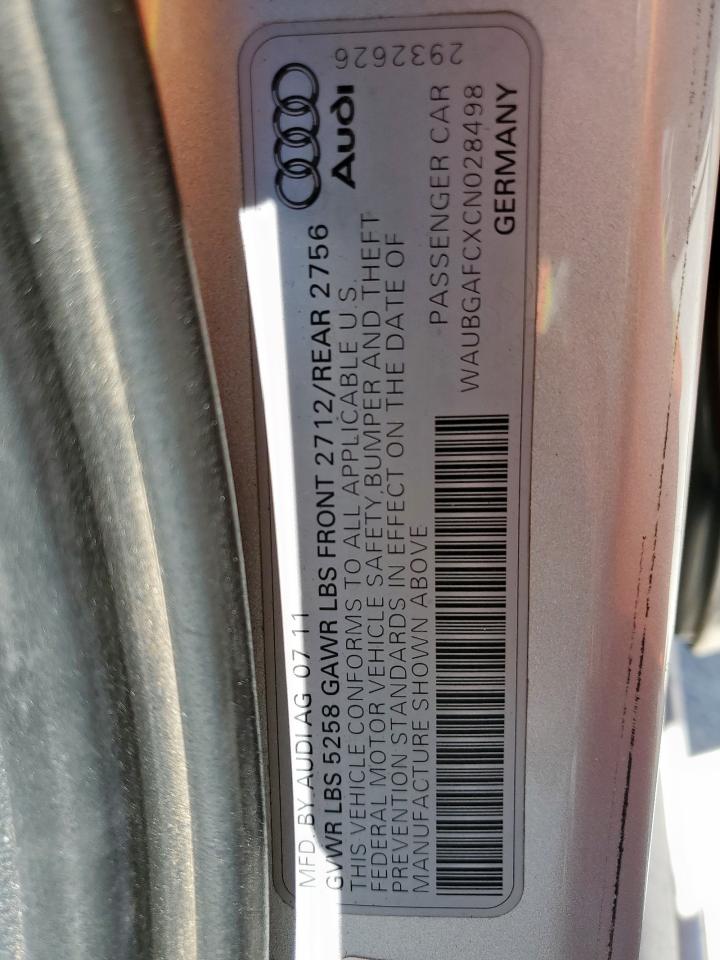 MFD. BY AUDI AG 07 11
GVWR LBS 5258 GAWR LBS FRONT 2712/REAR 2756
THIS VEHICLE CONFORMS TO ALL APPLICABLE U.S.
FEDERAL MOTOR VEHICLE SAFETY, BUMPER AND THEFT
PREVENTION STANDARDS IN EFFECT ON THE DATE OF
MANUFACTURE SHOWN ABOVE
Audi
PASSENGER CAR
WAUBGAFCXCN028498
GERMANY
2932626